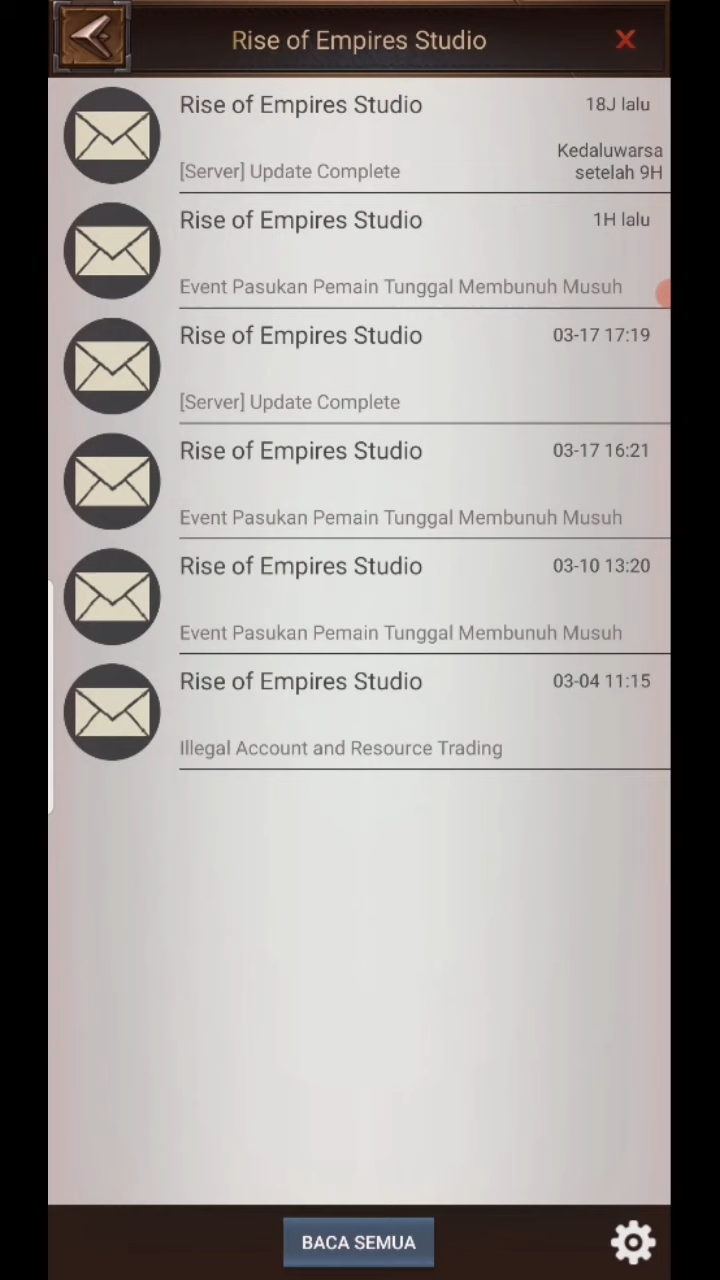 Rise of Empires Studio
Rise of Empires Studio
18J lalu
[Server] Update Complete
Kedaluwarsa
setelah 9H
Rise of Empires Studio
1H lalu
Event Pasukan Pemain Tunggal Membunuh Musuh
Rise of Empires Studio
03-17 17:19
[Server] Update Complete
Rise of Empires Studio
03-17 16:21
Event Pasukan Pemain Tunggal Membunuh Musuh
Rise of Empires Studio
03-10 13:20
Event Pasukan Pemain Tunggal Membunuh Musuh
Rise of Empires Studio
03-04 11:15
Illegal Account and Resource Trading
BACA SEMUA